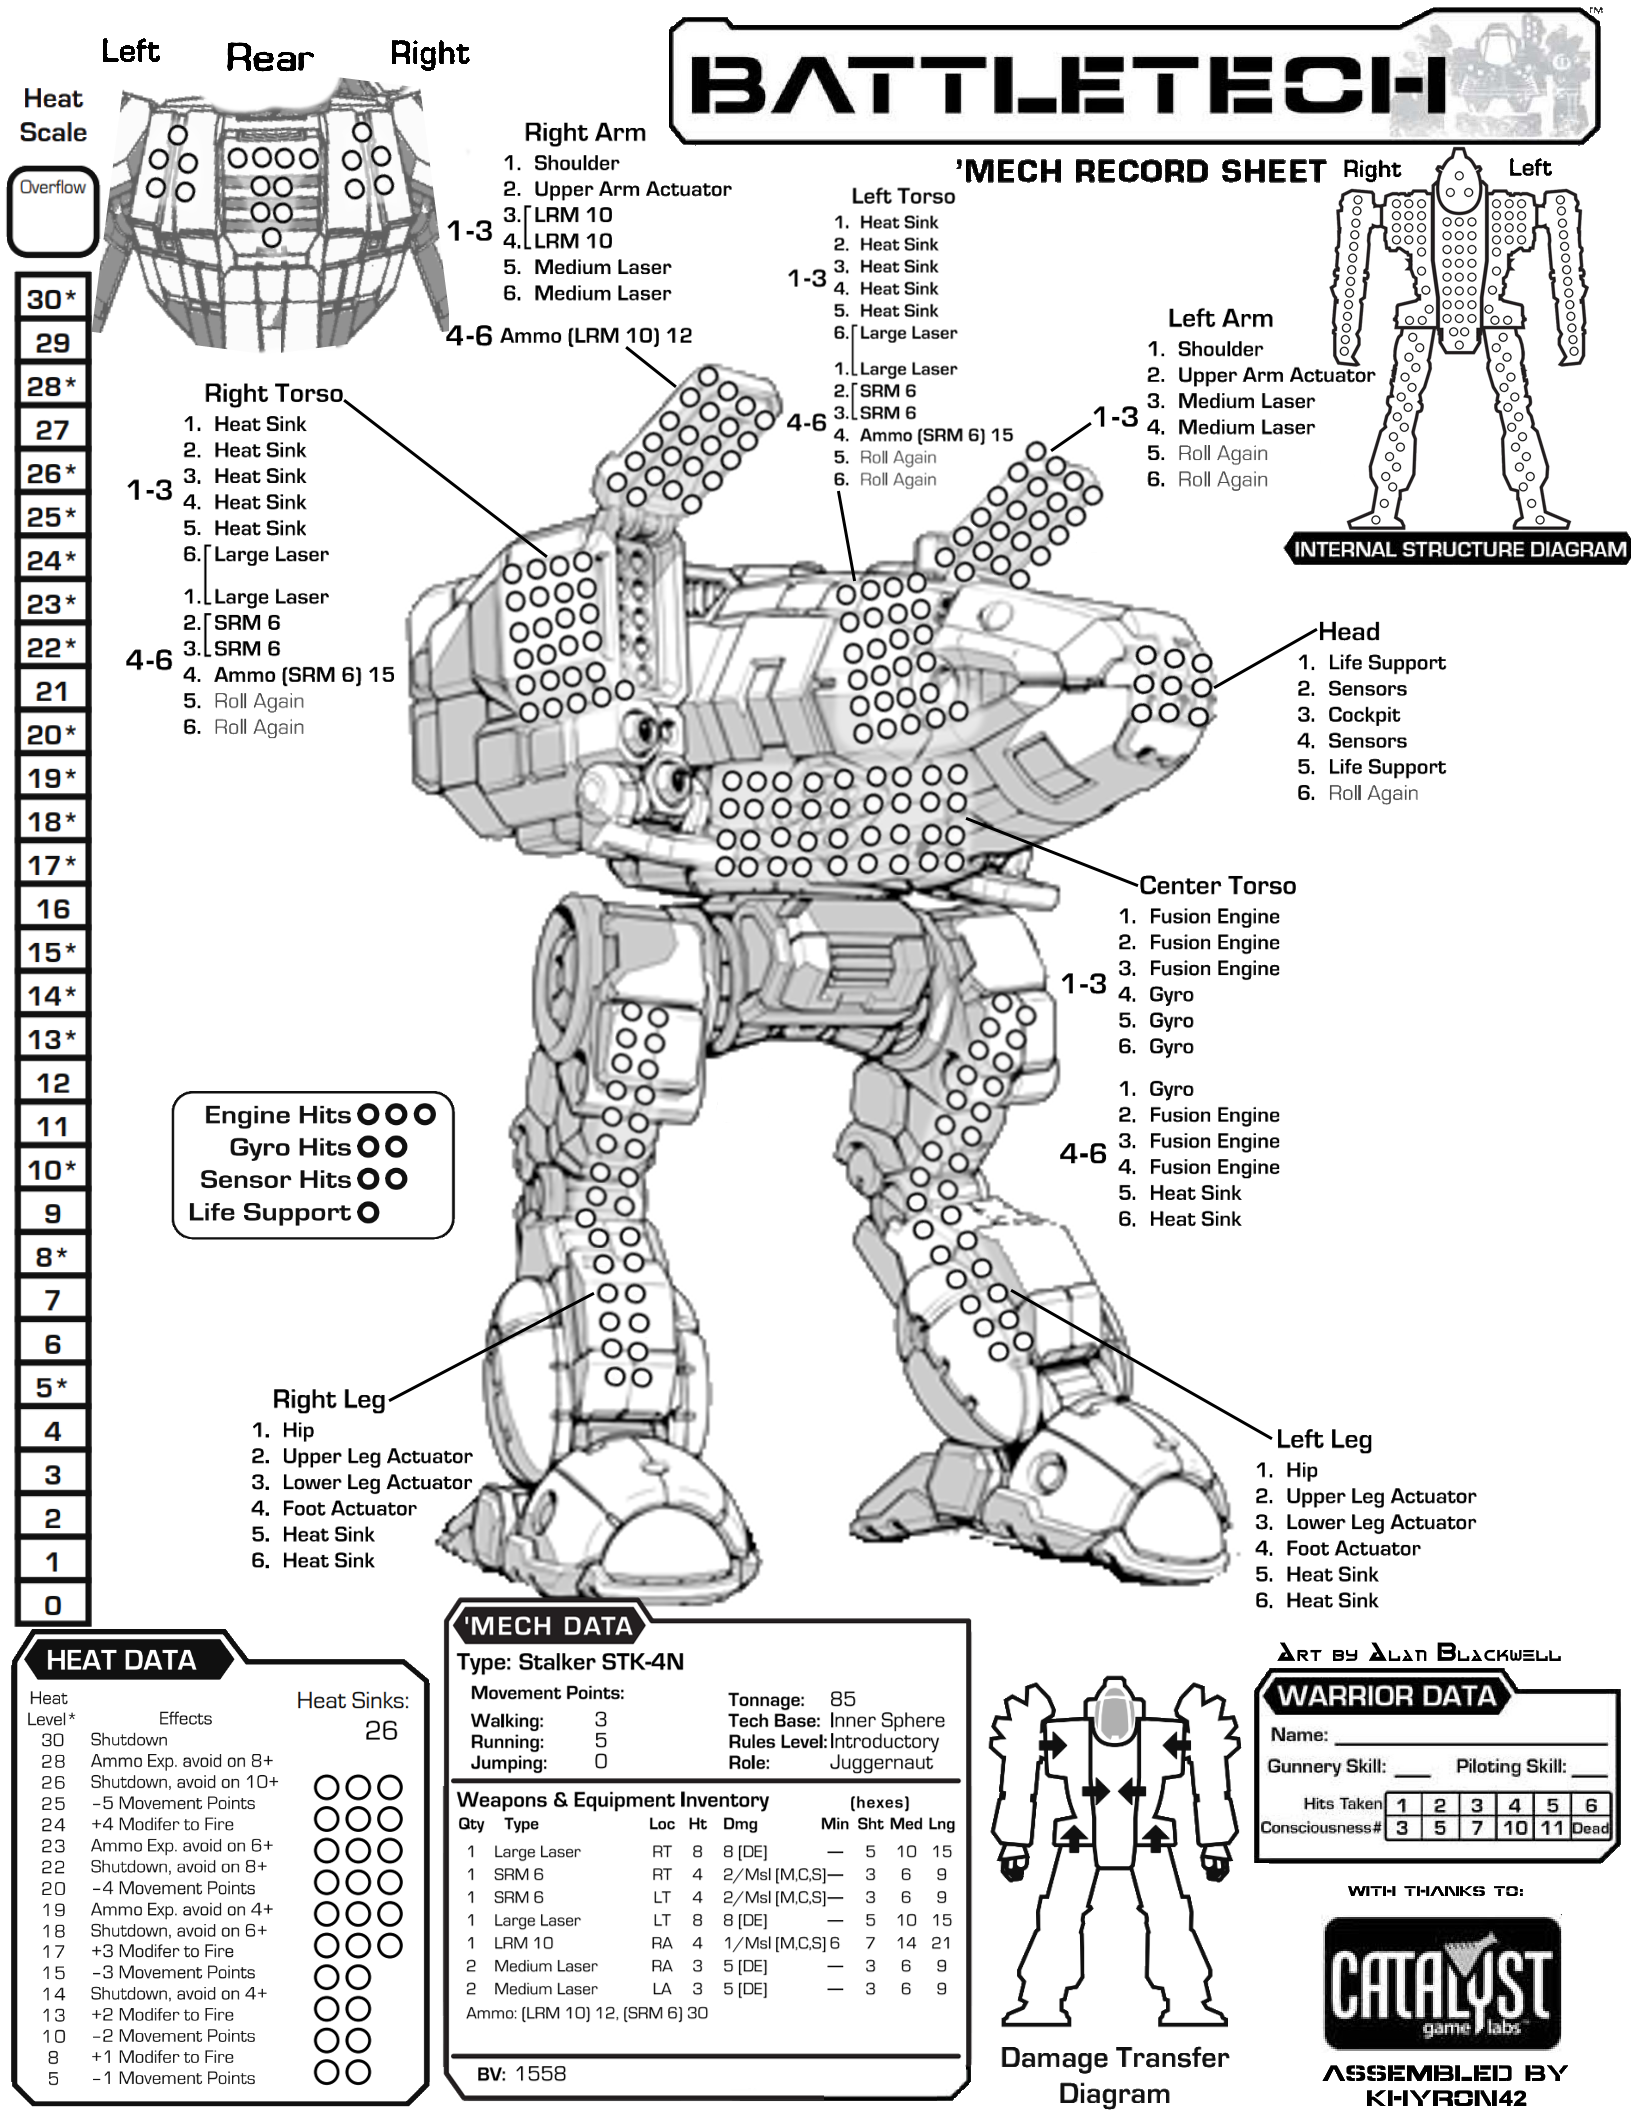 BATTLETECH
™
'MECH RECORD SHEET
Left Rear Right
Heat
Scale
Overflow
30*
29
28*
27
26*
25*
24*
23*
22*
21
20*
19*
18*
17*
16
15*
14*
13*
12
11
10*
9
8*
7
6
5*
4
3
2
1
0
Right Arm
1. Shoulder
2. Upper Arm Actuator
1-3
3. LRM 10
4. LRM 10
5. Medium Laser
6. Medium Laser
4-6 Ammo (LRM 10) 12
Left Torso
1. Heat Sink
2. Heat Sink
1-3
3. Heat Sink
4. Heat Sink
5. Heat Sink
6. Large Laser
1. Large Laser
2. SRM 6
4-6
3. SRM 6
4. Ammo (SRM 6) 15
5. Roll Again
6. Roll Again
Right Left
INTERNAL STRUCTURE DIAGRAM
Left Arm
1. Shoulder
2. Upper Arm Actuator
1-3
3. Medium Laser
4. Medium Laser
5. Roll Again
6. Roll Again
Right Torso
1. Heat Sink
2. Heat Sink
1-3
3. Heat Sink
4. Heat Sink
5. Heat Sink
6. Large Laser
1. Large Laser
2. SRM 6
4-6
3. SRM 6
4. Ammo (SRM 6) 15
5. Roll Again
6. Roll Again
Head
1. Life Support
2. Sensors
3. Cockpit
4. Sensors
5. Life Support
6. Roll Again
Center Torso
1. Fusion Engine
2. Fusion Engine
3. Fusion Engine
1-3
4. Gyro
5. Gyro
6. Gyro
1. Gyro
2. Fusion Engine
3. Fusion Engine
4-6
4. Fusion Engine
5. Heat Sink
6. Heat Sink
Engine Hits
Gyro Hits
Sensor Hits
Life Support
Right Leg
1. Hip
2. Upper Leg Actuator
3. Lower Leg Actuator
4. Foot Actuator
5. Heat Sink
6. Heat Sink
Left Leg
1. Hip
2. Upper Leg Actuator
3. Lower Leg Actuator
4. Foot Actuator
5. Heat Sink
6. Heat Sink
HEAT DATA
Heat
Level* Effects
Heat Sinks:
26
30 Shutdown
28 Ammo Exp. avoid on 8+
26 Shutdown, avoid on 10+
25 -5 Movement Points
24 +4 Modifer to Fire
23 Ammo Exp. avoid on 6+
22 Shutdown, avoid on 8+
20 -4 Movement Points
19 Ammo Exp. avoid on 4+
18 Shutdown, avoid on 6+
17 +3 Modifer to Fire
15 -3 Movement Points
14 Shutdown, avoid on 4+
13 +2 Modifer to Fire
10 -2 Movement Points
8 +1 Modifer to Fire
5 -1 Movement Points
'MECH DATA
Type: Stalker STK-4N
Movement Points:
Walking: 3
Running: 5
Jumping: 0
Tonnage: 85
Tech Base: Inner Sphere
Rules Level: Introductory
Role: Juggernaut
Weapons & Equipment Inventory (hexes)
Qty Type Loc Ht Dmg Min Sht Med Lng
1 Large Laser RT 8 8 [DE] — 5 10 15
1 SRM 6 RT 4 2/Msl [M,C,S] — 3 6 9
1 SRM 6 LT 4 2/Msl [M,C,S] — 3 6 9
1 Large Laser LT 8 8 [DE] — 5 10 15
1 LRM 10 RA 4 1/Msl [M,C,S] 6 7 14 21
2 Medium Laser RA 3 5 [DE] — 3 6 9
2 Medium Laser LA 3 5 [DE] — 3 6 9
Ammo: (LRM 10) 12, (SRM 6) 30
BV: 1558
Damage Transfer
Diagram
ART BY ALAN BLACKWELL
WARRIOR DATA
Name:
Gunnery Skill: Piloting Skill:
Hits Taken 1 2 3 4 5 6
Consciousness# 3 5 7 10 11 Dead
WITH THANKS TO:
CATALYST
game labs™
ASSEMBLED BY
KHYRON42